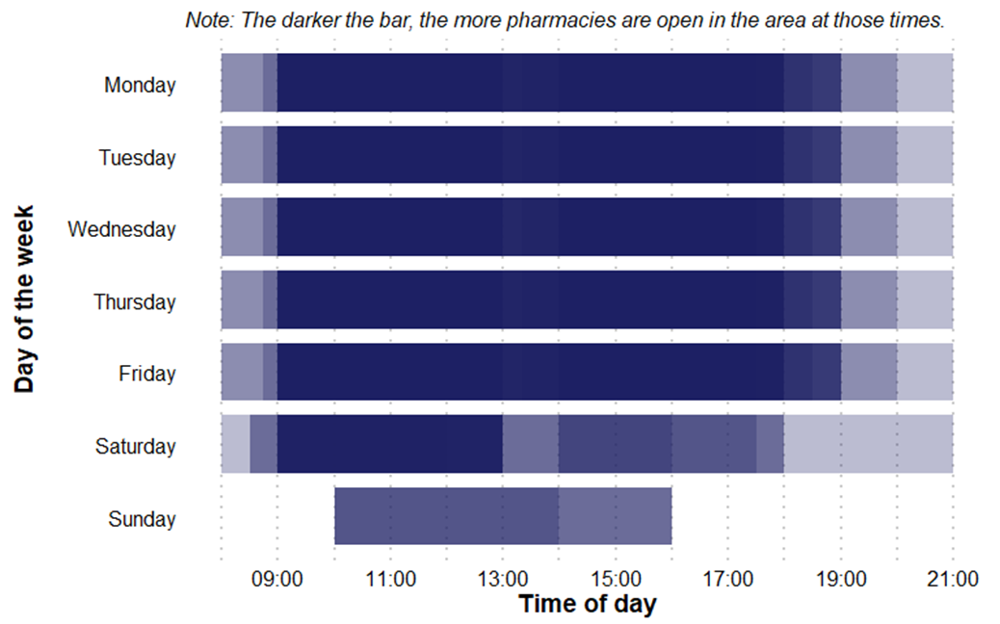 Note: The darker the bar, the more pharmacies are open in the area at those times.
Day of the week
Monday
Tuesday
Wednesday
Thursday
Friday
Saturday
Sunday
09:00 11:00 13:00 15:00 17:00 19:00 21:00
Time of day